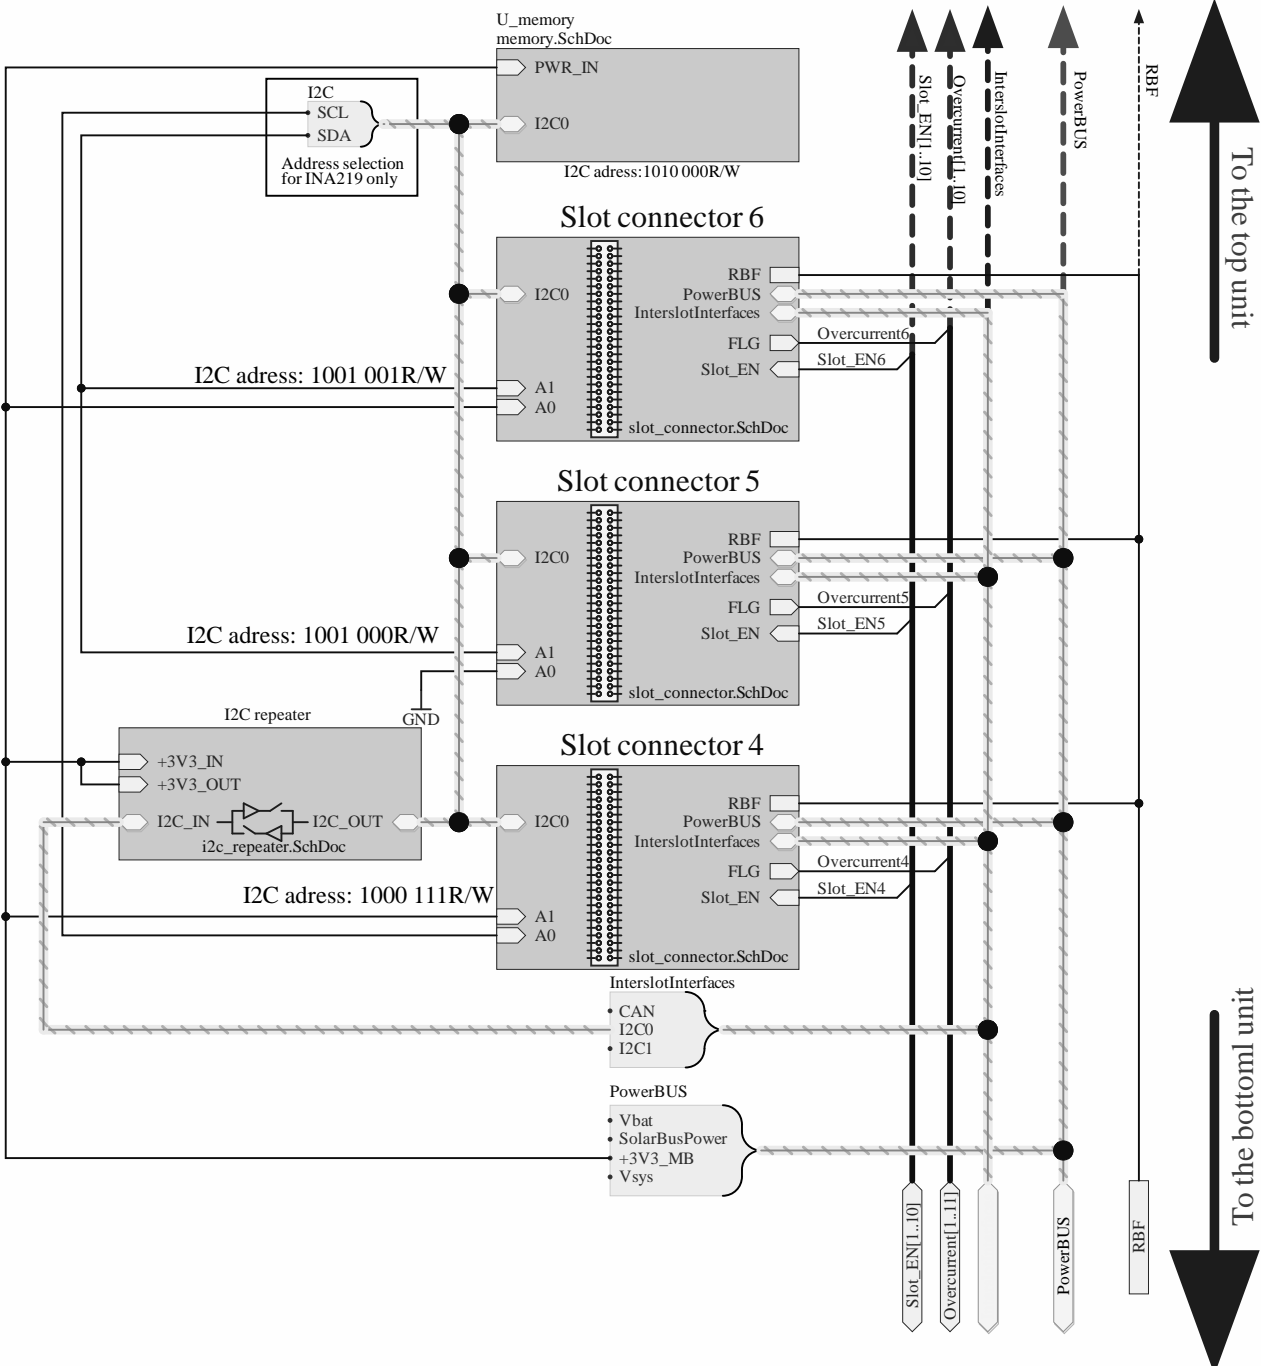 U_memory
memory.SchDoc
PWR_IN
I2C0
I2C adress:1010 000R/W
I2C
SCL
SDA
Address selection
for INA219 only
Slot connector 6
RBF
PowerBUS
InterslotInterfaces
I2C0
FLG
Slot_EN
Overcurrent6
Slot_EN6
I2C adress: 1001 001R/W
A1
A0
slot_connector.SchDoc
Slot connector 5
RBF
PowerBUS
InterslotInterfaces
I2C0
FLG
Slot_EN
Overcurrent5
Slot_EN5
I2C adress: 1001 000R/W
A1
A0
slot_connector.SchDoc
GND
I2C repeater
+3V3_IN
+3V3_OUT
I2C_IN
I2C_OUT
i2c_repeater.SchDoc
Slot connector 4
RBF
PowerBUS
InterslotInterfaces
I2C0
FLG
Slot_EN
Overcurrent4
Slot_EN4
I2C adress: 1000 111R/W
A1
A0
slot_connector.SchDoc
InterslotInterfaces
CAN
I2C0
I2C1
PowerBUS
Vbat
SolarBusPower
+3V3_MB
Vsys
Slot_EN[1..10]
Overcurrent[1..10]
InterslotInterfaces
PowerBUS
RBF
To the top unit
Slot_EN[1..10]
Overcurrent[1..11]
PowerBUS
RBF
To the bottoml unit